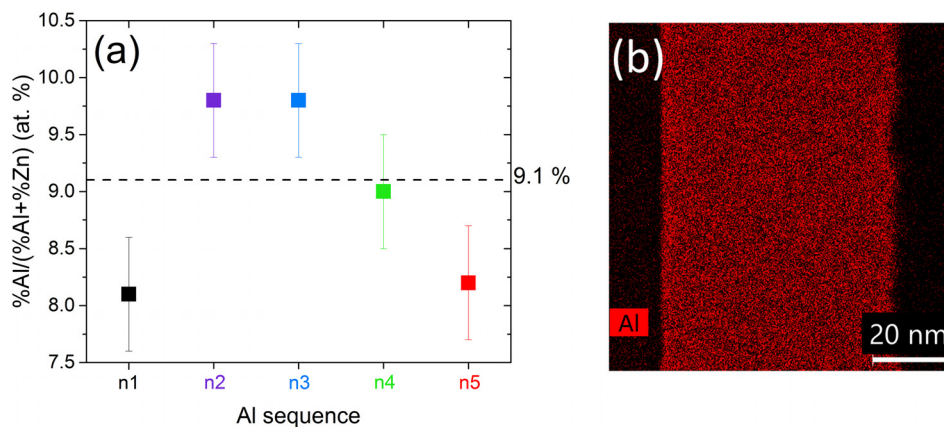 (a)
%Al/(%Al+%Zn) (at. %)
10.5
10.0
9.5
9.0
8.5
8.0
7.5
9.1 %
n1 n2 n3 n4 n5
Al sequence
(b)
Al
20 nm